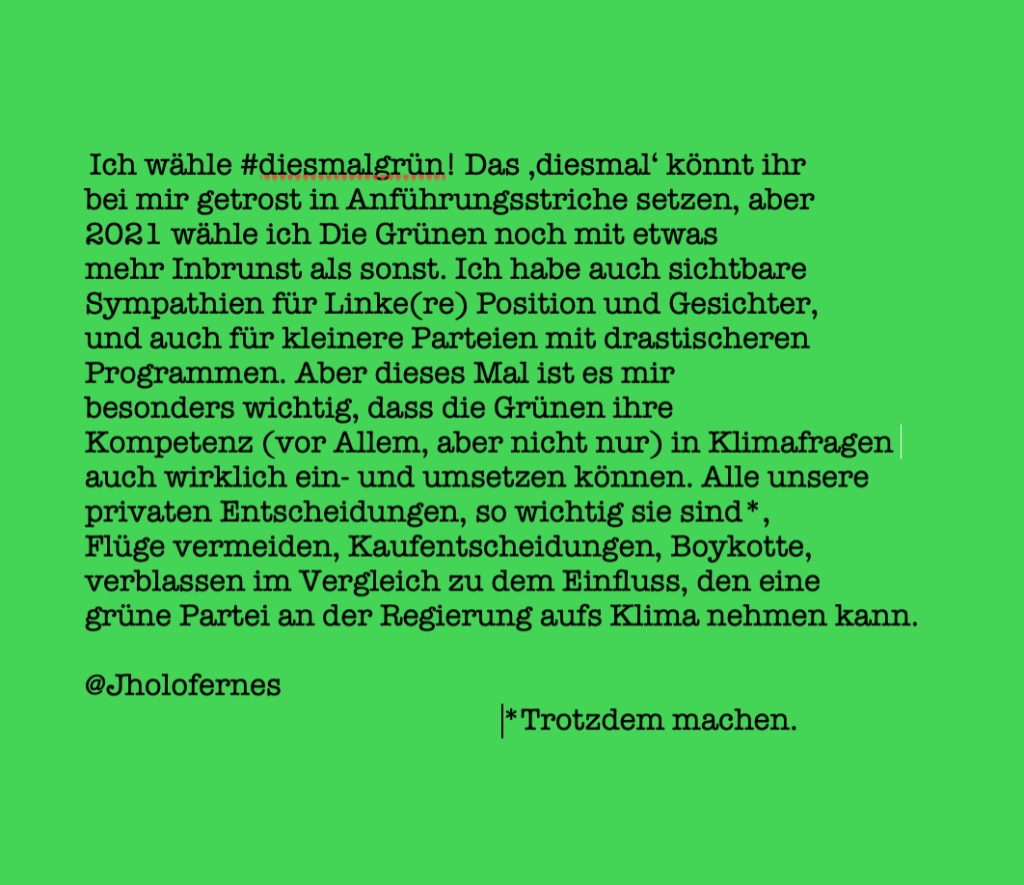 Ich wähle #diesmalgrün! Das ‚diesmal‘ könnt ihr
bei mir getrost in Anführungsstriche setzen, aber
2021 wähle ich Die Grünen noch mit etwas
mehr Inbrunst als sonst. Ich habe auch sichtbare
Sympathien für Linke(re) Position und Gesichter,
und auch für kleinere Parteien mit drastischeren
Programmen. Aber dieses Mal ist es mir
besonders wichtig, dass die Grünen ihre
Kompetenz (vor Allem, aber nicht nur) in Klimafragen
auch wirklich ein- und umsetzen können. Alle unsere
privaten Entscheidungen, so wichtig sie sind*,
Flüge vermeiden, Kaufentscheidungen, Boykotte,
verblassen im Vergleich zu dem Einfluss, den eine
grüne Partei an der Regierung aufs Klima nehmen kann.
@Jholofernes
*Trotzdem machen.